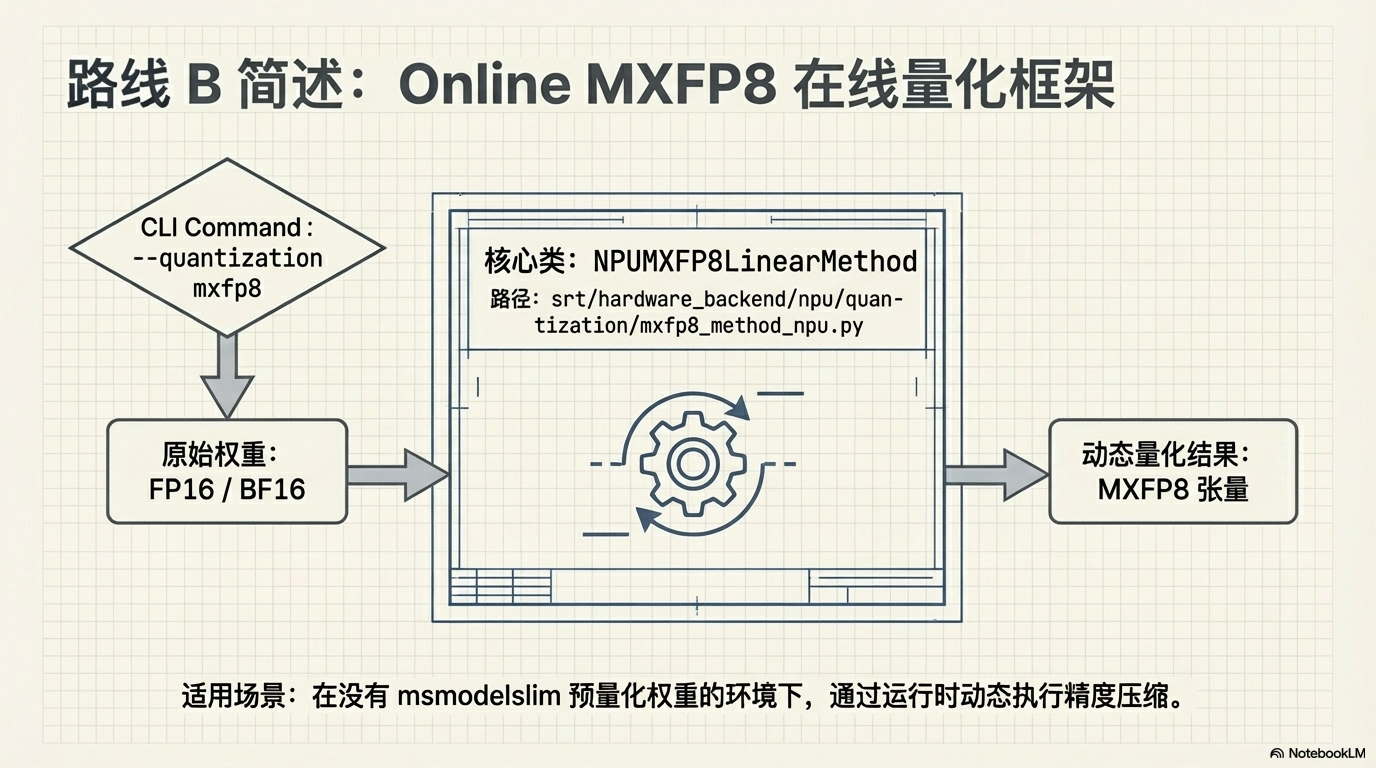 路线 B 简述：Online MXFP8 在线量化框架
CLI Command :
--quantization
mxfp8
原始权重：
FP16 / BF16
核心类：NPUMXFP8LinearMethod
路径：srt/hardware_backend/npu/quan-
tization/mxfp8_method_npu.py
动态量化结果：
MXFP8 张量
适用场景：在没有 msmodelslim 预量化权重的环境下，通过运行时动态执行精度压缩。
NotebookLM